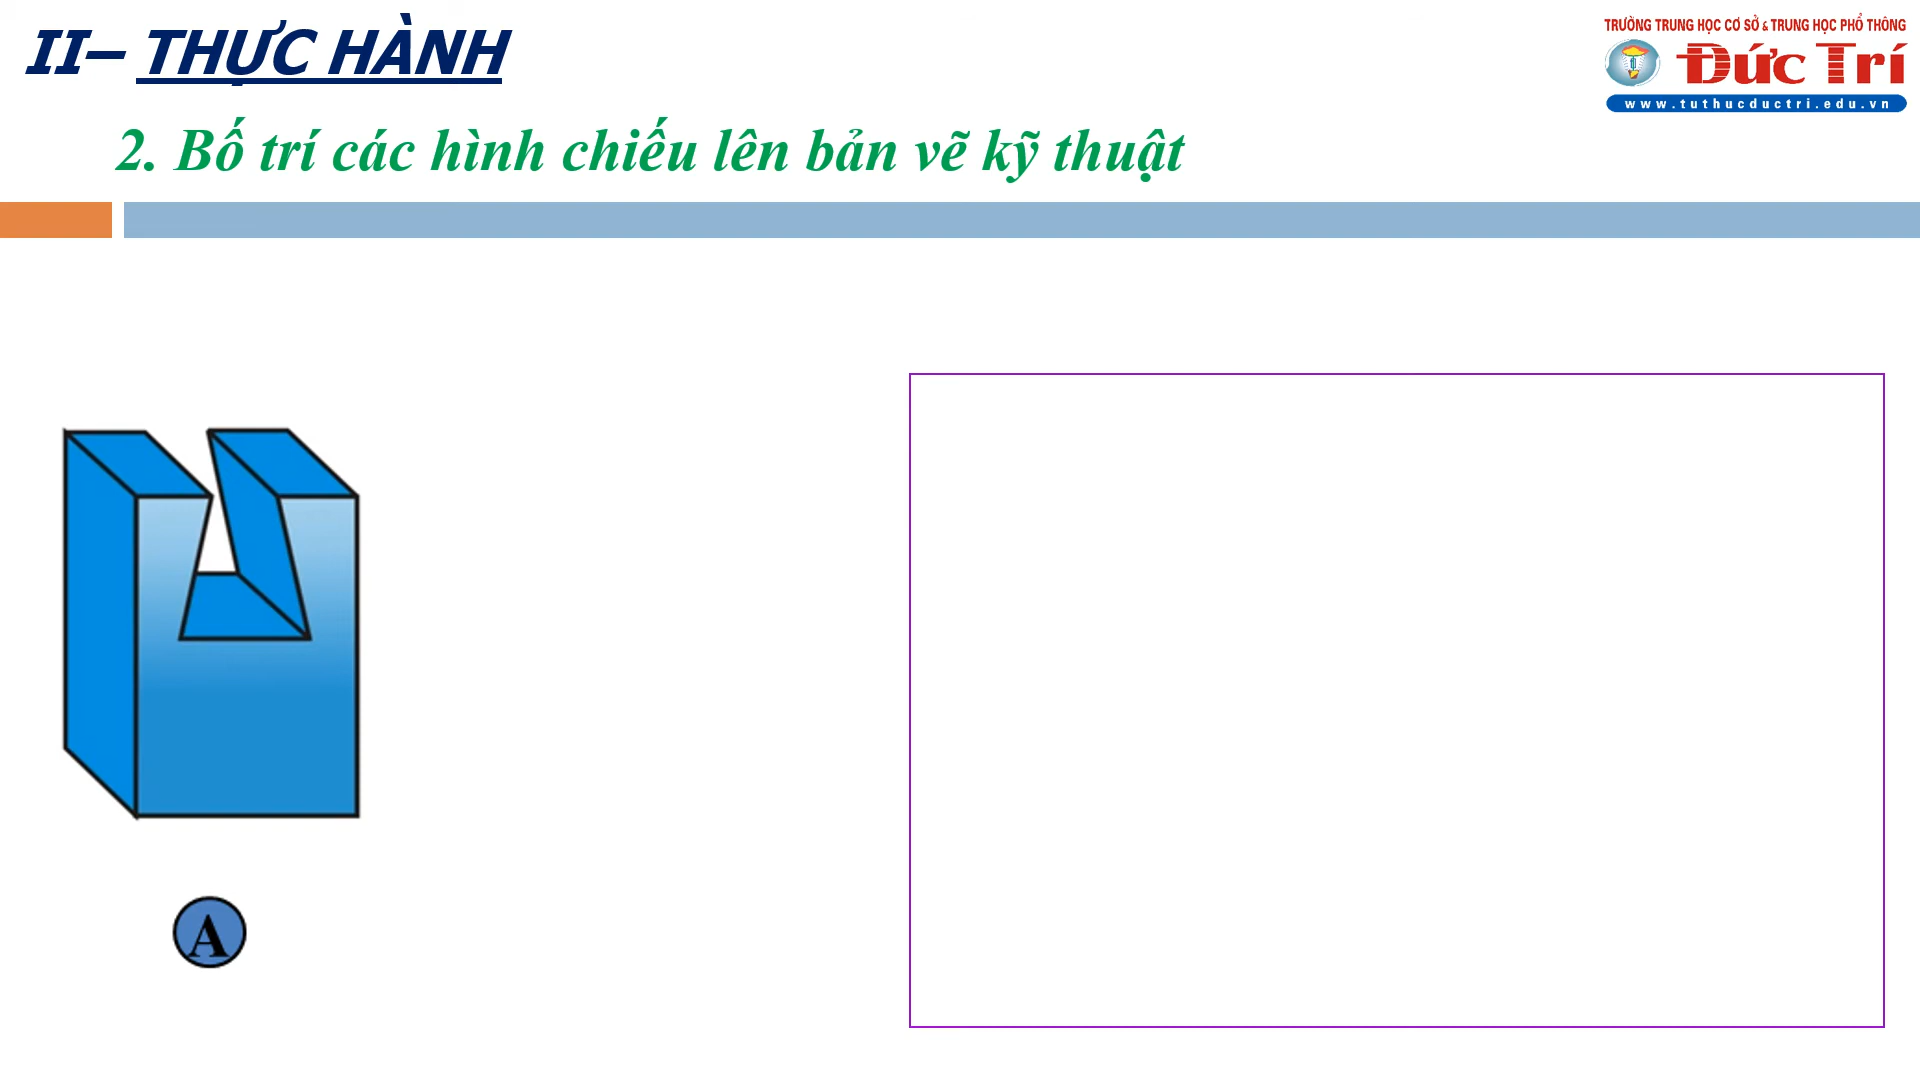 II– THỰC HÀNH
TRƯỜNG TRUNG HỌC CƠ SỞ & TRUNG HỌC PHỔ THÔNG
Đức Trí
www.tuthucductri.edu.vn
2. Bố trí các hình chiếu lên bản vẽ kỹ thuật
A